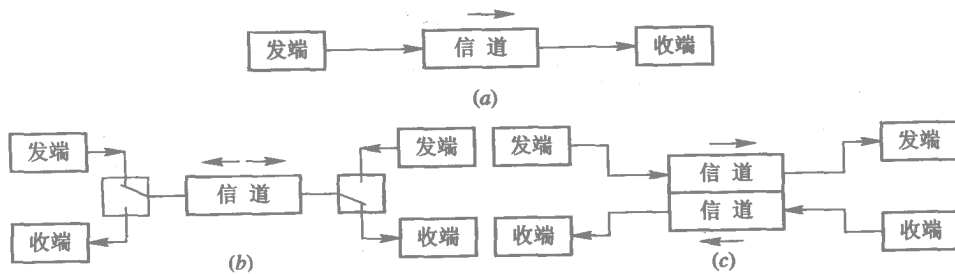 发端 信道 收端
(a)
发端 发端 发端 信道 发端
信道 信道
收端 收端 收端 收端
(b) (c)